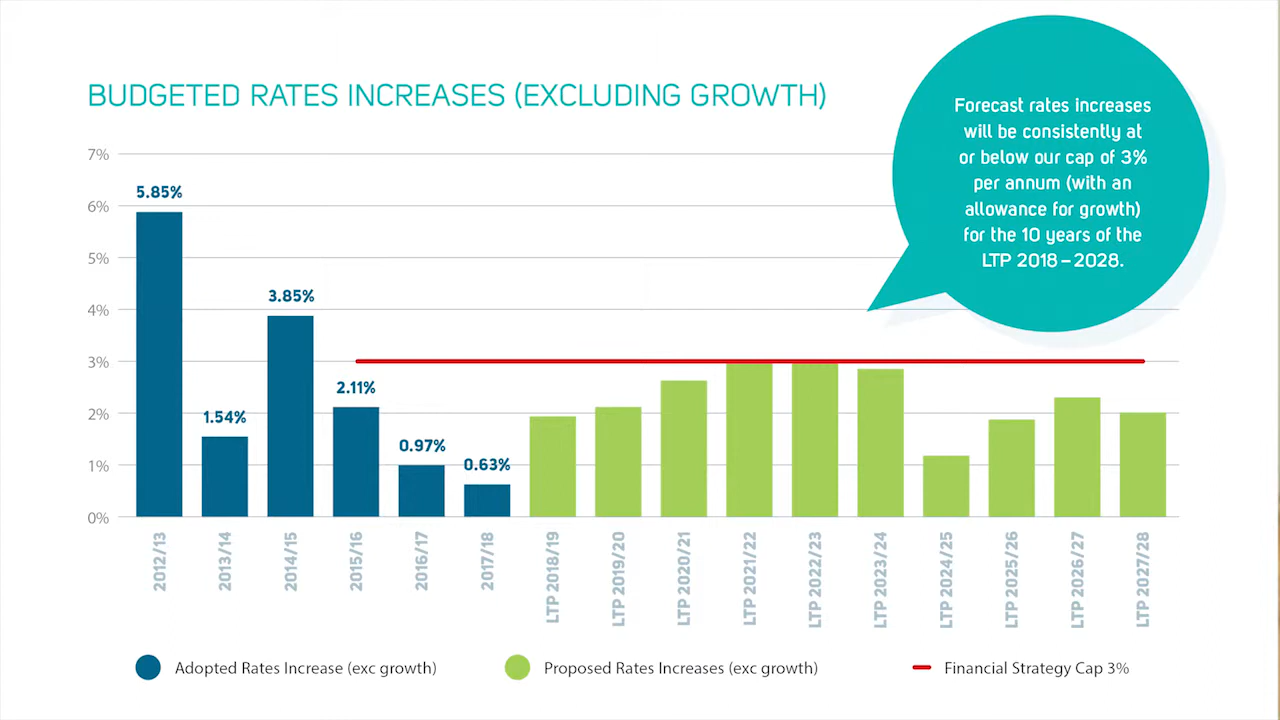 BUDGETED RATES INCREASES (EXCLUDING GROWTH)
Forecast rates increases
will be consistently at
or below our cap of 3%
per annum (with an
allowance for growth)
for the 10 years of the
LTP 2018 – 2028.
7%
6%
5%
4%
3%
2%
1%
0%
5.85%
1.54%
3.85%
2.11%
0.97%
0.63%
2012/13
2013/14
2014/15
2015/16
2016/17
2017/18
LTP 2018/19
LTP 2019/20
LTP 2020/21
LTP 2021/22
LTP 2022/23
LTP 2023/24
LTP 2024/25
LTP 2025/26
LTP 2026/27
LTP 2027/28
Adopted Rates Increase (exc growth)
Proposed Rates Increases (exc growth)
Financial Strategy Cap 3%